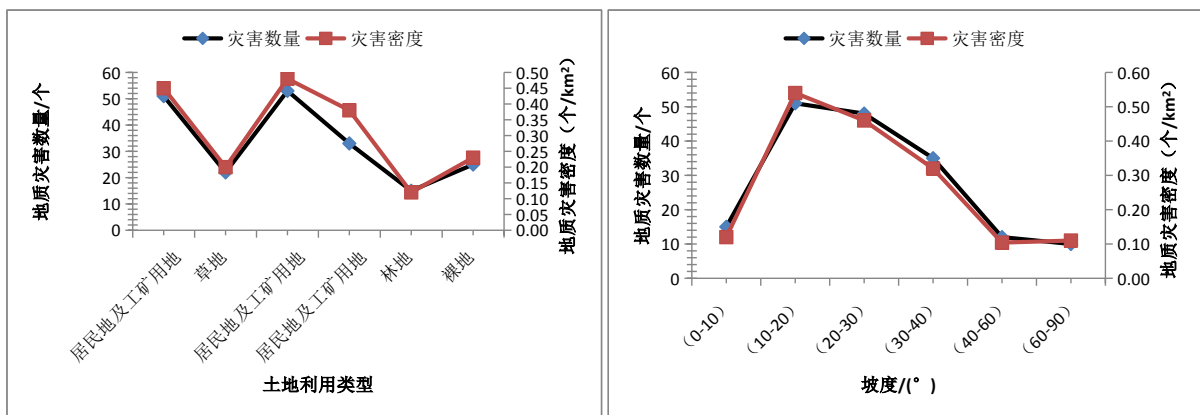 灾害数量 灾害密度
地质灾害数量/个
60
50
40
30
20
10
0
0.50
0.45
0.40
0.35
0.30
0.25
0.20
0.15
0.10
0.05
0.00
地质灾害密度（个/km²）
居民地及工矿用地
草地
居民地及工矿用地
居民地及工矿用地
林地
裸地
土地利用类型
灾害数量 灾害密度
地质灾害数量/个
60
50
40
30
20
10
0
0.60
0.50
0.40
0.30
0.20
0.10
0.00
地质灾害密度（个/km²）
（0-10）
（10-20）
（20-30）
（30-40）
（40-60）
（60-90）
坡度/(°)